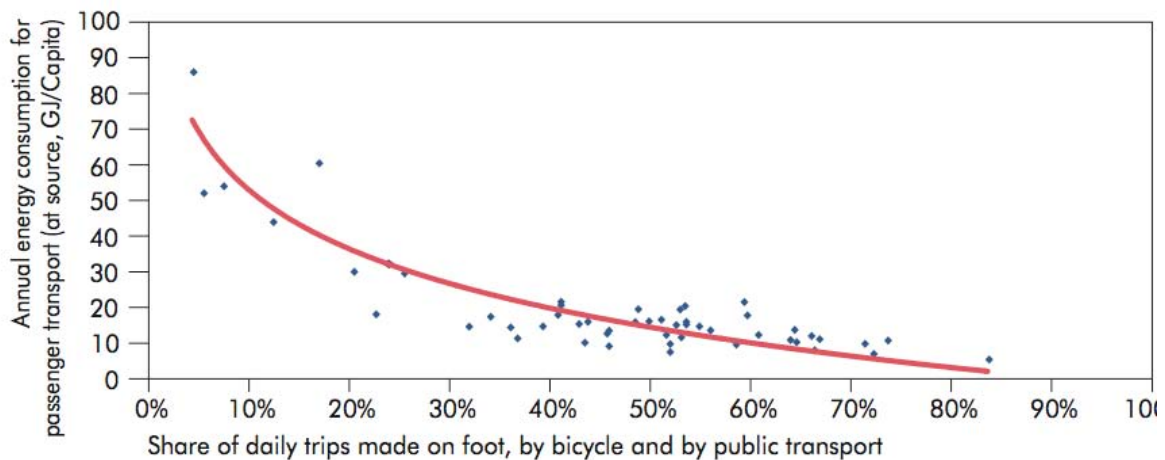 Annual energy consumption for
passenger transport (at source, GJ/Capita)
100
90
80
70
60
50
40
30
20
10
0
0% 10% 20% 30% 40% 50% 60% 70% 80% 90% 100
Share of daily trips made on foot, by bicycle and by public transport